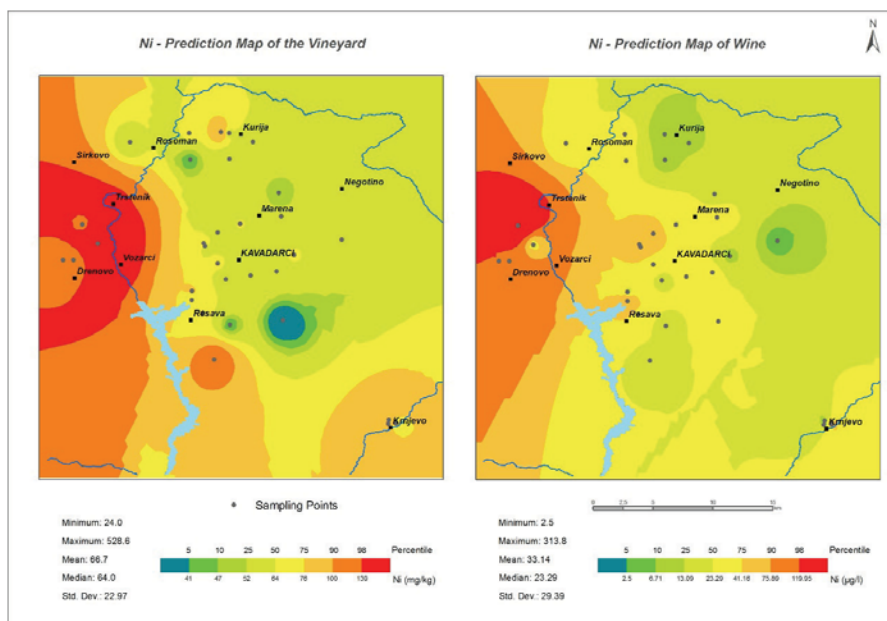 Ni - Prediction Map of the Vineyard
Ni - Prediction Map of Wine
N
Kurija
Rosoman
Sirkovo
Negotino
Marena
KAVADARCI
Vozarci
Drenovo
Resava
Kurija
Rosoman
Sirkovo
Negotino
Marena
KAVADARCI
Vozarci
Drenovo
Resava
Sampling Points
Minimum: 24.0
Maximum: 528.6
Mean: 66.7
Median: 64.0
Std. Dev.: 22.97
5 10 25 50 75 90 98 Percentile
41 47 52 64 78 100 130 Ni (mg/kg)
Minimum: 2.5
Maximum: 313.8
Mean: 33.14
Median: 23.29
Std. Dev.: 29.39
5 10 25 50 75 90 98 Percentile
2.5 6.71 13.09 23.29 41.18 75.80 119.95 Ni (µg/l)